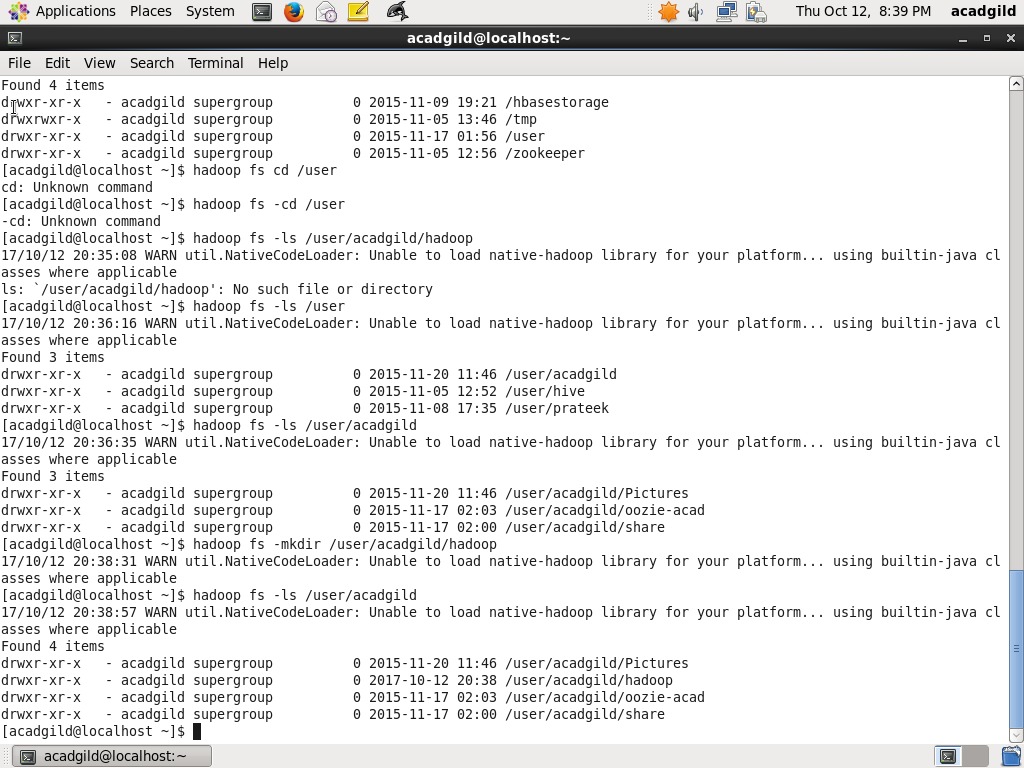 Applications Places System Thu Oct 12, 8:39 PM acadgild
acadgild@localhost:~
File Edit View Search Terminal Help
Found 4 items
drwxr-xr-x   - acadgild supergroup          0 2015-11-09 19:21 /hbasestorage
drwxrwxr-x   - acadgild supergroup          0 2015-11-05 13:46 /tmp
drwxr-xr-x   - acadgild supergroup          0 2015-11-17 01:56 /user
drwxr-xr-x   - acadgild supergroup          0 2015-11-05 12:56 /zookeeper
[acadgild@localhost ~]$ hadoop fs cd /user
cd: Unknown command
[acadgild@localhost ~]$ hadoop fs -cd /user
-cd: Unknown command
[acadgild@localhost ~]$ hadoop fs -ls /user/acadgild/hadoop
17/10/12 20:35:08 WARN util.NativeCodeLoader: Unable to load native-hadoop library for your platform... using builtin-java cl
asses where applicable
ls: `/user/acadgild/hadoop': No such file or directory
[acadgild@localhost ~]$ hadoop fs -ls /user
17/10/12 20:36:16 WARN util.NativeCodeLoader: Unable to load native-hadoop library for your platform... using builtin-java cl
asses where applicable
Found 3 items
drwxr-xr-x   - acadgild supergroup          0 2015-11-20 11:46 /user/acadgild
drwxr-xr-x   - acadgild supergroup          0 2015-11-05 12:52 /user/hive
drwxr-xr-x   - acadgild supergroup          0 2015-11-08 17:35 /user/prateek
[acadgild@localhost ~]$ hadoop fs -ls /user/acadgild
17/10/12 20:36:35 WARN util.NativeCodeLoader: Unable to load native-hadoop library for your platform... using builtin-java cl
asses where applicable
Found 3 items
drwxr-xr-x   - acadgild supergroup          0 2015-11-20 11:46 /user/acadgild/Pictures
drwxr-xr-x   - acadgild supergroup          0 2015-11-17 02:03 /user/acadgild/oozie-acad
drwxr-xr-x   - acadgild supergroup          0 2015-11-17 02:00 /user/acadgild/share
[acadgild@localhost ~]$ hadoop fs -mkdir /user/acadgild/hadoop
17/10/12 20:38:31 WARN util.NativeCodeLoader: Unable to load native-hadoop library for your platform... using builtin-java cl
asses where applicable
[acadgild@localhost ~]$ hadoop fs -ls /user/acadgild
17/10/12 20:38:57 WARN util.NativeCodeLoader: Unable to load native-hadoop library for your platform... using builtin-java cl
asses where applicable
Found 4 items
drwxr-xr-x   - acadgild supergroup          0 2015-11-20 11:46 /user/acadgild/Pictures
drwxr-xr-x   - acadgild supergroup          0 2017-10-12 20:38 /user/acadgild/hadoop
drwxr-xr-x   - acadgild supergroup          0 2015-11-17 02:03 /user/acadgild/oozie-acad
drwxr-xr-x   - acadgild supergroup          0 2015-11-17 02:00 /user/acadgild/share
[acadgild@localhost ~]$
acadgild@localhost:~